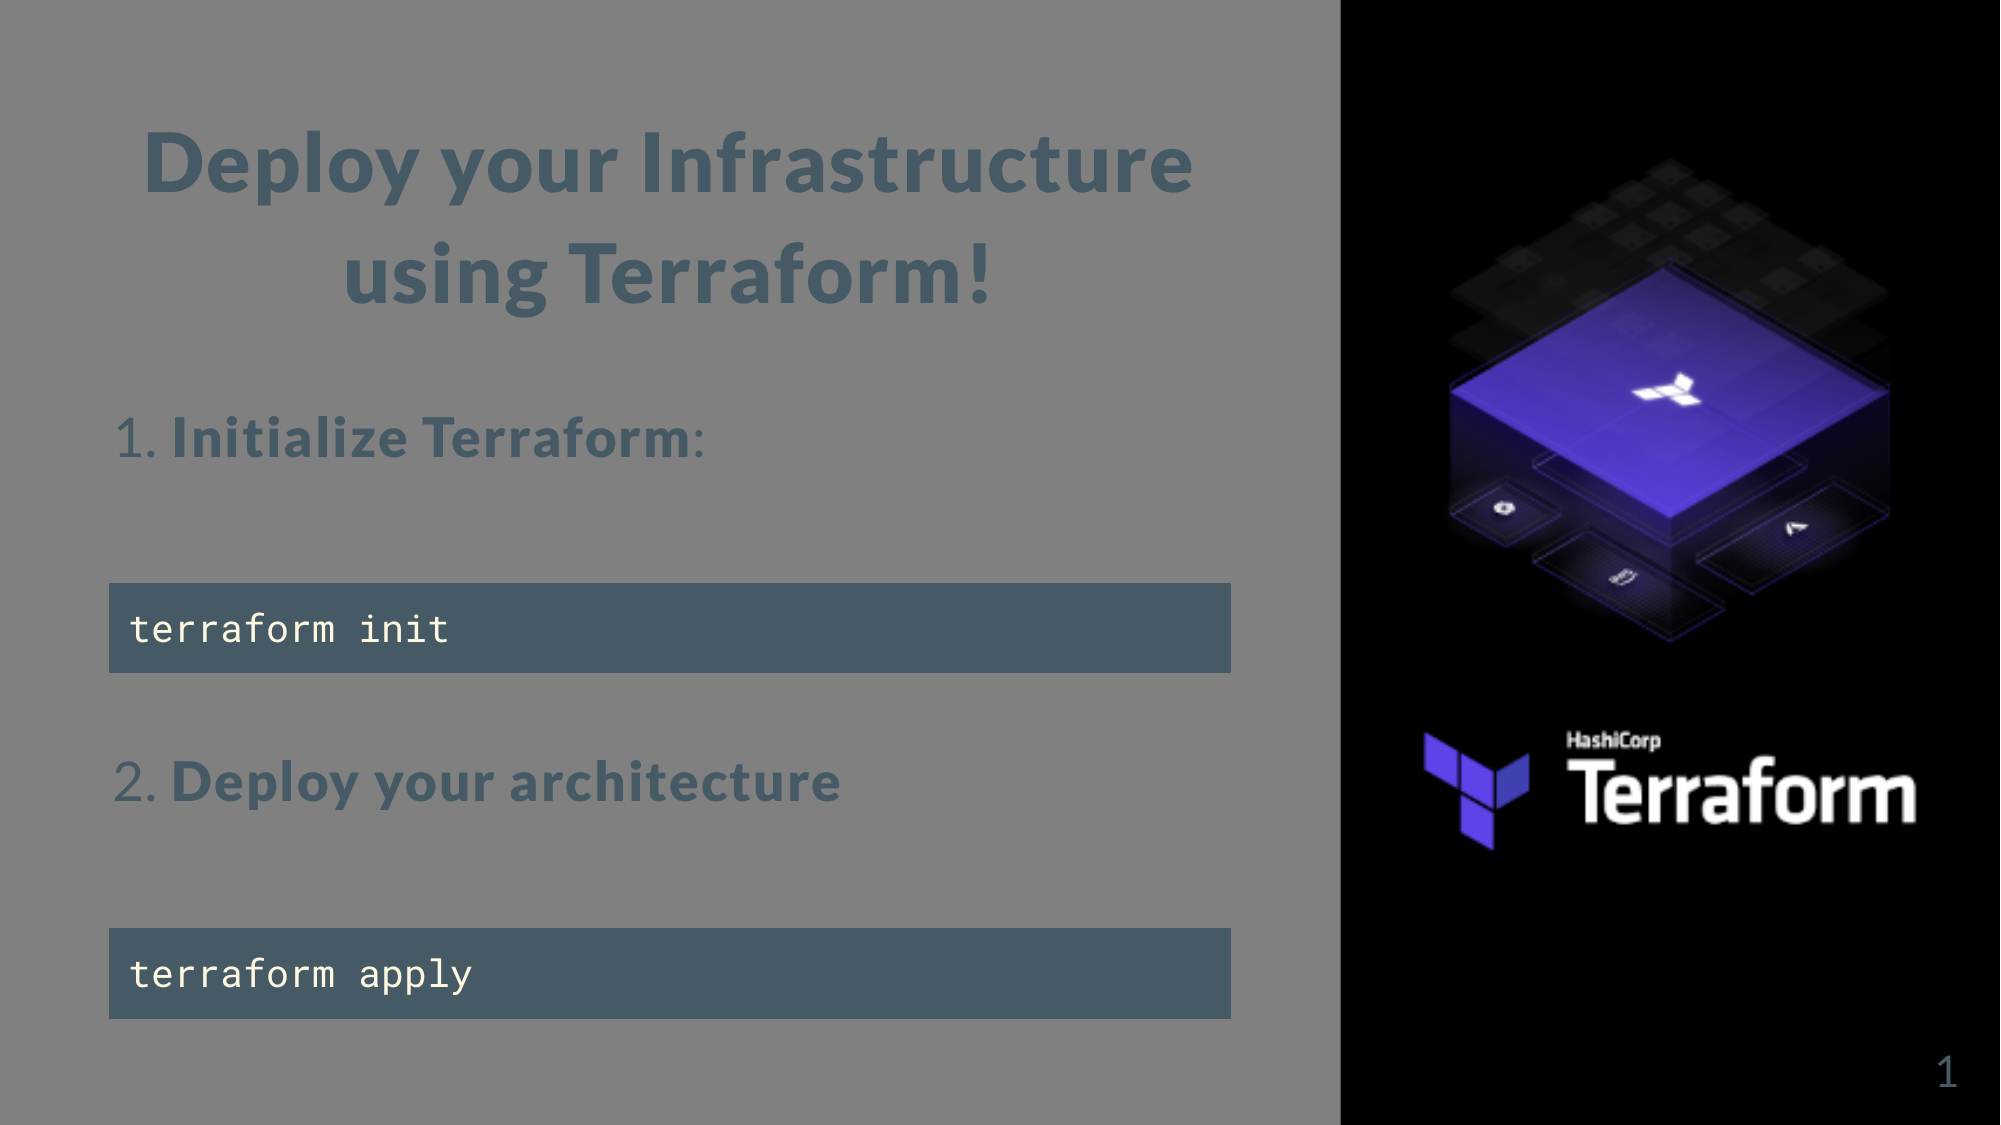 Deploy your Infrastructure
using Terraform!
1. Initialize Terraform:
terraform init
2. Deploy your architecture
terraform apply
HashiCorp
Terraform
1